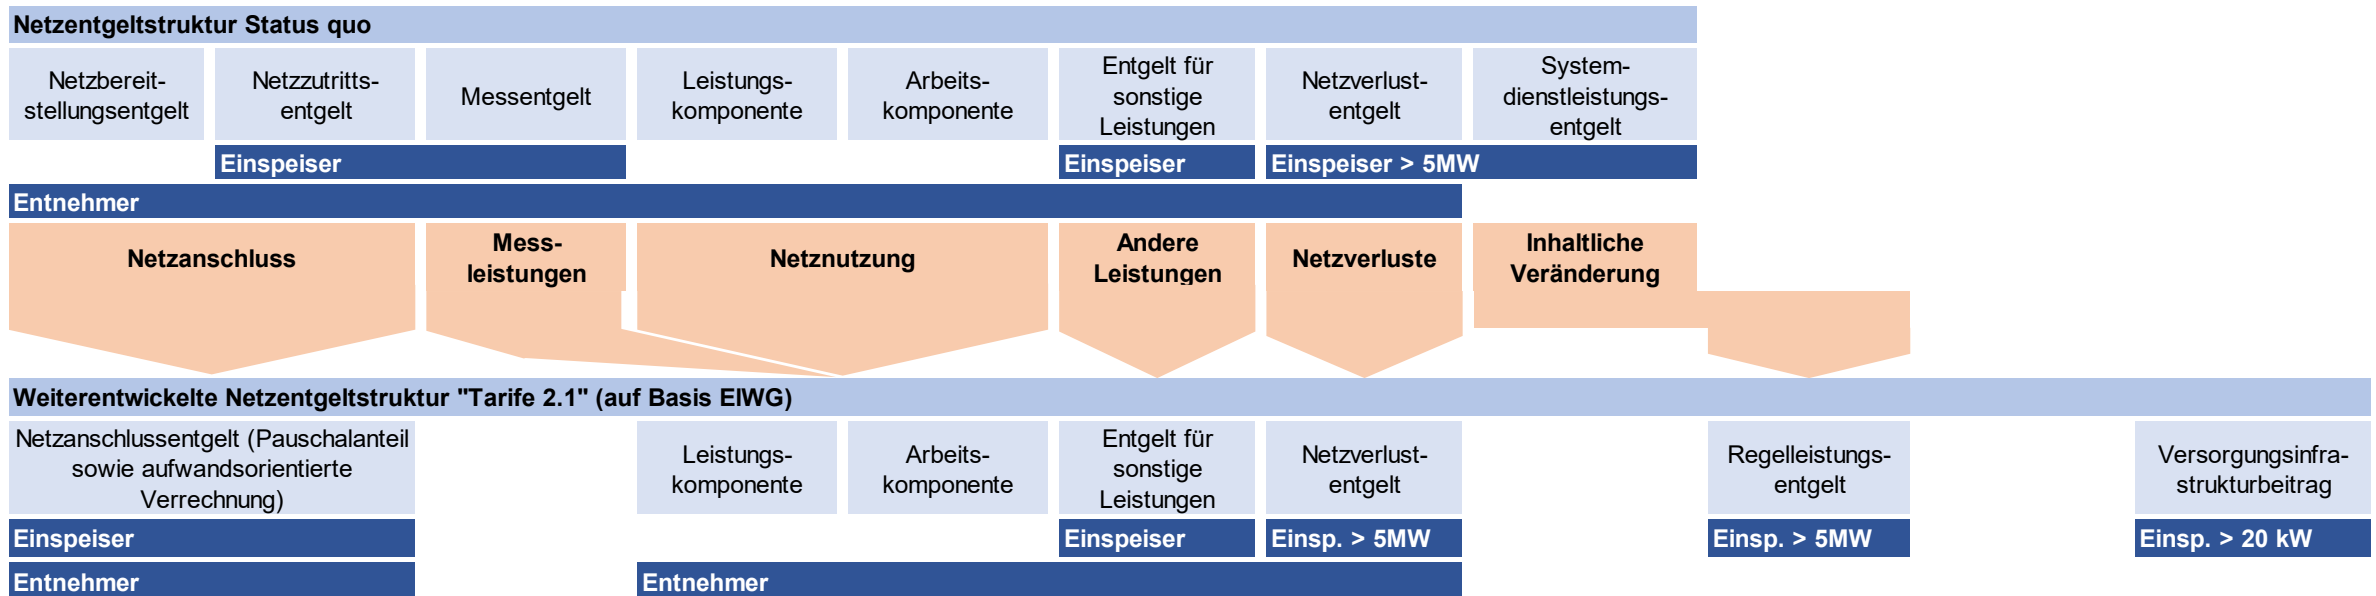 Netzentgeltstruktur Status quo
Netzbereit-
stellungsentgelt
Netzzutritts-
entgelt
Messentgelt
Leistungs-
komponente
Arbeits-
komponente
Entgelt für
sonstige
Leistungen
Netzverlust-
entgelt
System-
dienstleistungs-
entgelt
Einspeiser
Einspeiser
Einspeiser > 5MW
Entnehmer
Netzanschluss
Mess-
leistungen
Netznutzung
Andere
Leistungen
Netzverluste
Inhaltliche
Veränderung
Weiterentwickelte Netzentgeltstruktur "Tarife 2.1" (auf Basis ElWG)
Netzanschlussentgelt (Pauschalanteil
sowie aufwandsorientierte
Verrechnung)
Leistungs-
komponente
Arbeits-
komponente
Entgelt für
sonstige
Leistungen
Netzverlust-
entgelt
Regelleistungs-
entgelt
Versorgungsinfra-
strukturbeitrag
Einspeiser
Einspeiser
Einsp. > 5MW
Einsp. > 5MW
Einsp. > 20 kW
Entnehmer
Entnehmer